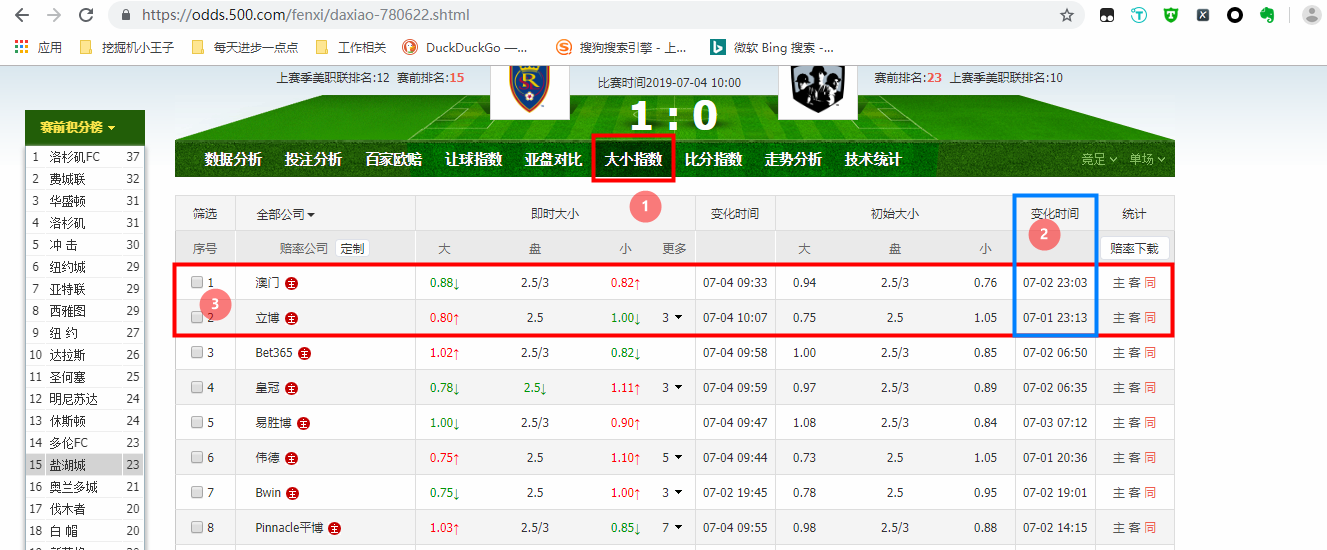 https://odds.500.com/fenxi/daxiao-780622.shtml
应用 挖掘机小王子 每天进步一点点 工作相关 DuckDuckGo —... 搜狗搜索引擎 - 上... 微软 Bing 搜索 -...
上赛季美职联排名:12 赛前排名:15 比赛时间2019-07-04 10:00 赛前排名:23 上赛季美职联排名:10
1 : 0
赛前积分榜
数据分析 投注分析 百家欧赔 让球指数 亚盘对比 大小指数 比分指数 走势分析 技术统计 竞足 单场
1 洛杉矶FC 37
2 费城联 32
3 华盛顿 31
4 洛杉矶 31
5 冲 击 30
6 纽约城 29
7 亚特联 29
8 西雅图 29
9 纽 约 27
10 达拉斯 26
11 圣何塞 25
12 明尼苏达 24
13 休斯顿 24
14 多伦FC 23
15 盐湖城 23
16 奥兰多城 21
17 伐木者 20
18 白 帽 20
1
2
3
筛选 全部公司 即时大小 变化时间 初始大小 变化时间 统计
序号 赔率公司 定制 大 盘 小 更多 大 盘 小 赔率下载
1 澳门 主 0.88↓ 2.5/3 0.82↑ 07-04 09:33 0.94 2.5/3 0.76 07-02 23:03 主 客 同
2 立博 主 0.80↑ 2.5 1.00↓ 3 07-04 10:07 0.75 2.5 1.05 07-01 23:13 主 客 同
3 Bet365 主 1.02↑ 2.5/3 0.82↓ 07-04 09:58 1.00 2.5/3 0.85 07-02 06:50 主 客 同
4 皇冠 主 0.78↓ 2.5↓ 1.11↑ 3 07-04 09:59 0.97 2.5/3 0.89 07-02 06:35 主 客 同
5 易胜博 主 1.00↓ 2.5/3 0.90↑ 07-04 09:47 1.08 2.5/3 0.84 07-03 07:12 主 客 同
6 伟德 主 0.75↑ 2.5 1.10↑ 5 07-04 09:44 0.73 2.5 1.05 07-01 20:36 主 客 同
7 Bwin 主 0.75↓ 2.5 1.00↑ 3 07-02 19:45 0.78 2.5 0.95 07-02 19:01 主 客 同
8 Pinnacle平博 主 1.03↑ 2.5/3 0.85↓ 7 07-04 09:55 0.98 2.5/3 0.88 07-02 14:15 主 客 同